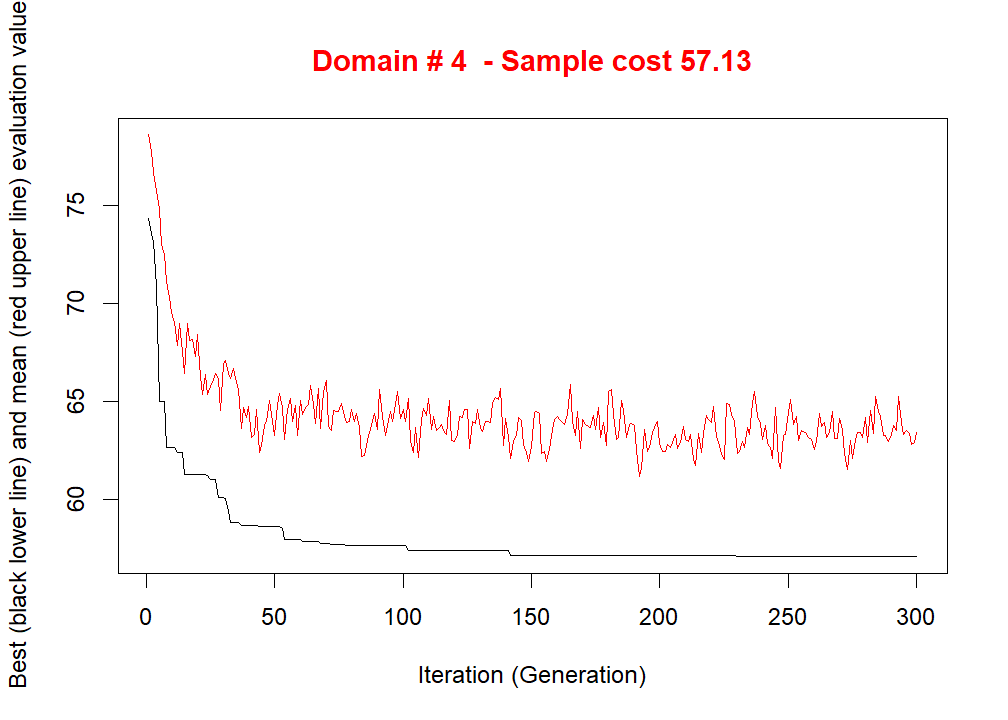 Domain # 4  - Sample cost 57.13
Best (black lower line) and mean (red upper line) evaluation value
75
70
65
60
0 50 100 150 200 250 300
Iteration (Generation)